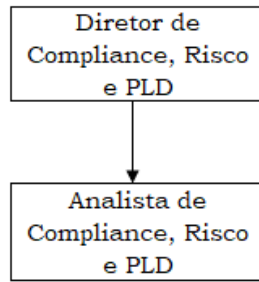 Diretor de
Compliance, Risco
e PLD
Analista de
Compliance, Risco
e PLD